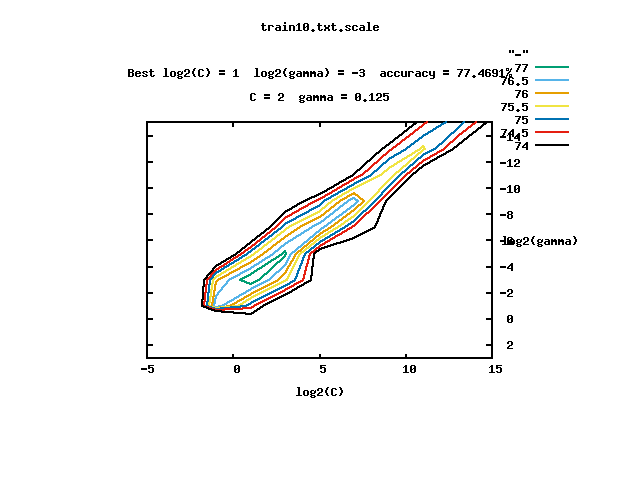 train10.txt.scale
"-"
Best log2(C) = 1  log2(gamma) = -3  accuracy = 77.4691%
C = 2  gamma = 0.125
77
76.5
76
75.5
75
74.5
74
-14
-12
-10
-8
-6
log2(gamma)
-4
-2
0
2
-5 0 5 10 15
log2(C)